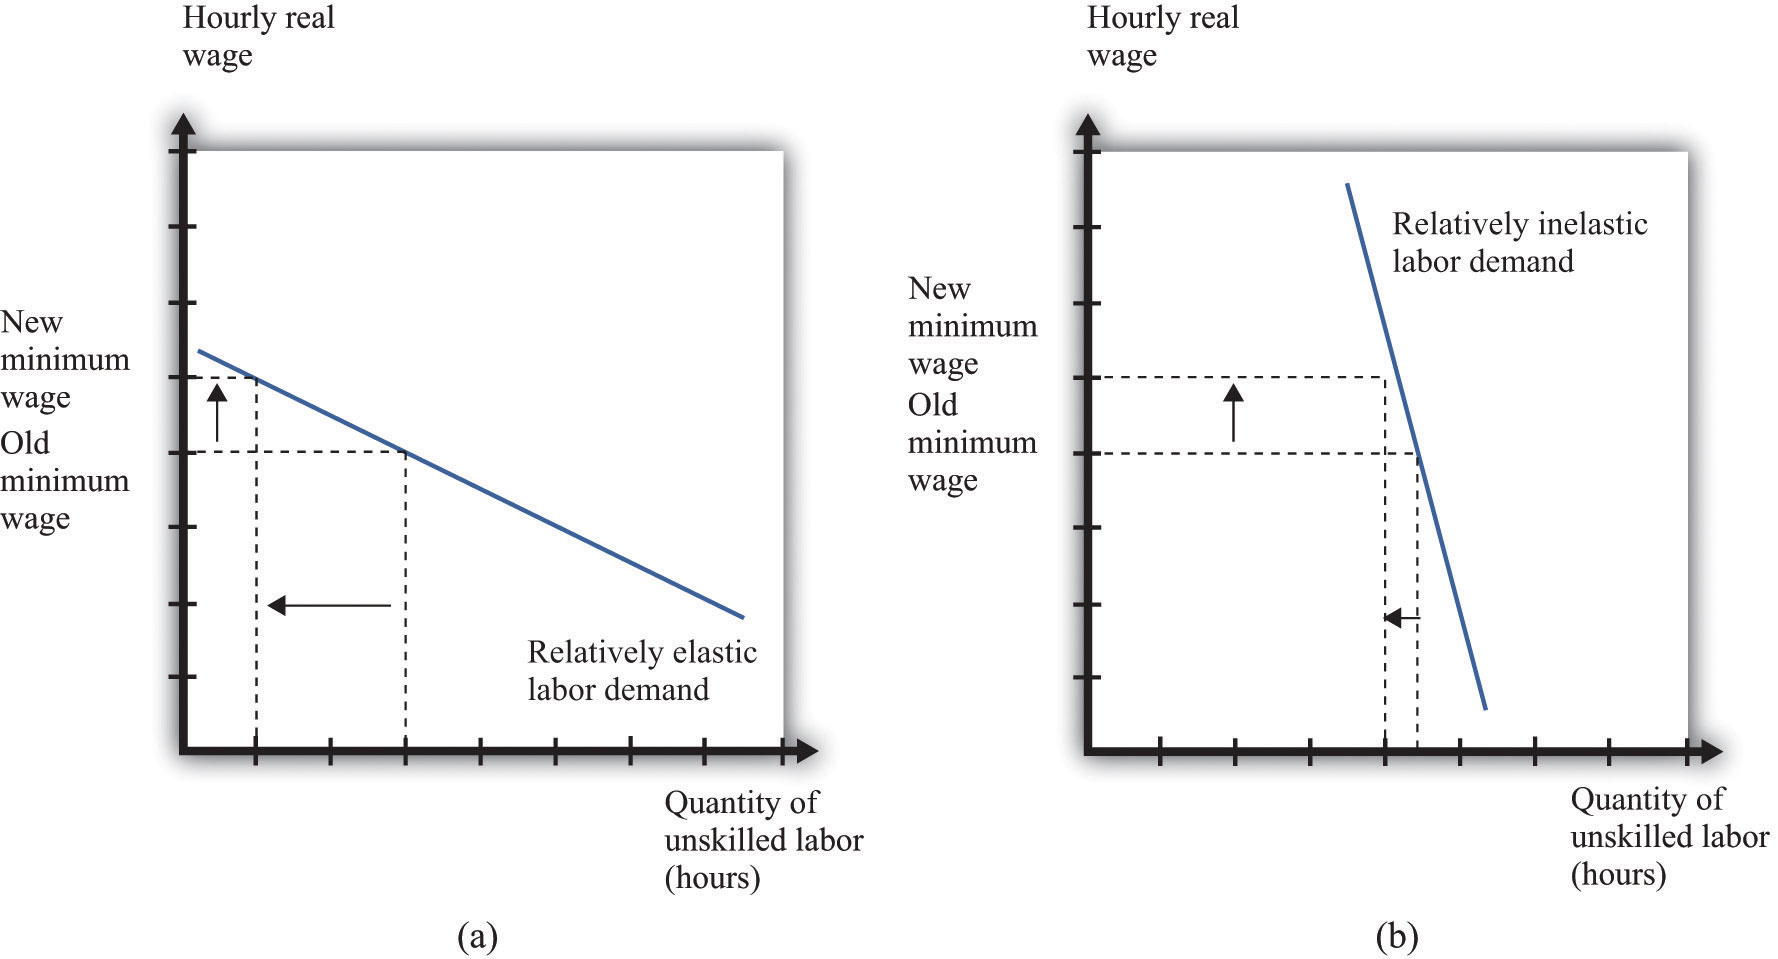 Hourly real
wage
New
minimum
wage
Old
minimum
wage
Relatively elastic
labor demand
Quantity of
unskilled labor
(hours)
(a)
Hourly real
wage
Relatively inelastic
labor demand
New
minimum
wage
Old
minimum
wage
Quantity of
unskilled labor
(hours)
(b)